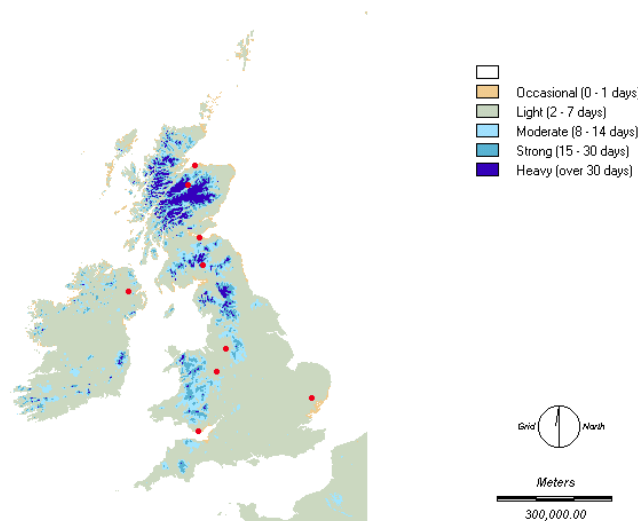 Occasional (0 - 1 days)
Light (2 - 7 days)
Moderate (8 - 14 days)
Strong (15 - 30 days)
Heavy (over 30 days)
Grid North
Meters
300,000.00